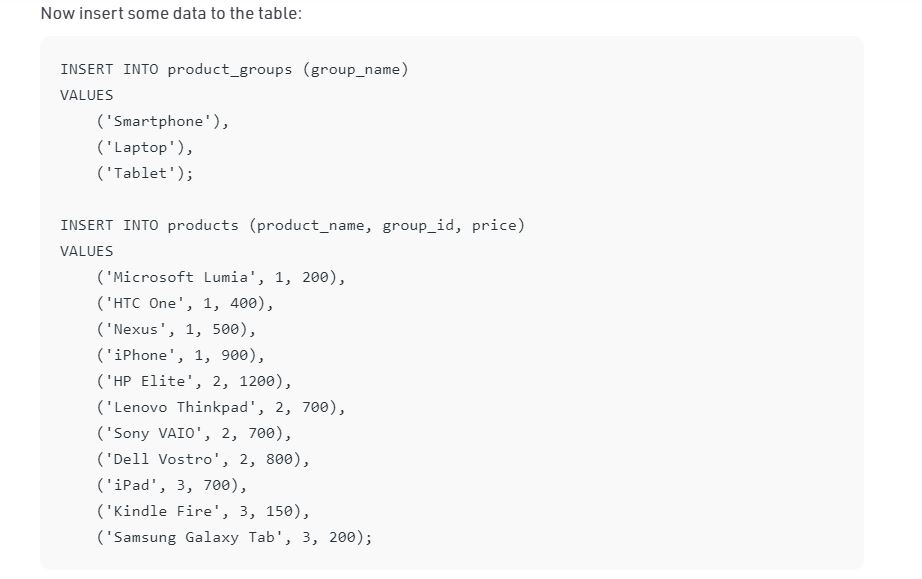 Now insert some data to the table:
INSERT INTO product_groups (group_name)
VALUES
    ('Smartphone'),
    ('Laptop'),
    ('Tablet');

INSERT INTO products (product_name, group_id, price)
VALUES
    ('Microsoft Lumia', 1, 200),
    ('HTC One', 1, 400),
    ('Nexus', 1, 500),
    ('iPhone', 1, 900),
    ('HP Elite', 2, 1200),
    ('Lenovo Thinkpad', 2, 700),
    ('Sony VAIO', 2, 700),
    ('Dell Vostro', 2, 800),
    ('iPad', 3, 700),
    ('Kindle Fire', 3, 150),
    ('Samsung Galaxy Tab', 3, 200);